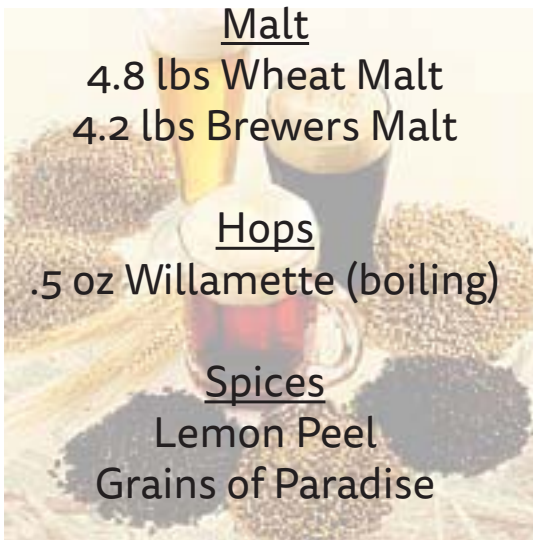 Malt
4.8 lbs Wheat Malt
4.2 lbs Brewers Malt
Hops
.5 oz Willamette (boiling)
Spices
Lemon Peel
Grains of Paradise